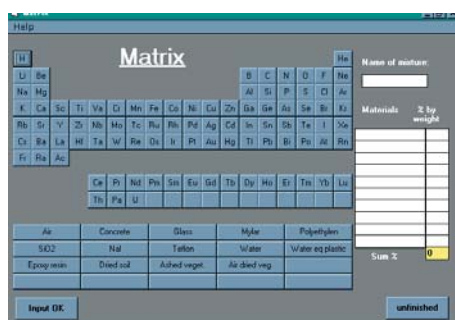 Help
Matrix
H He
Li Be B C N O F Ne
Na Mg Al Si P S Cl Ar
K Ca Sc Ti Va Cr Mn Fe Co Ni Cu Zn Ga Ge As Se Br Kr
Rb Sr Y Zr Nb Mo Tc Ru Rh Pd Ag Cd In Sn Sb Te I Xe
Cs Ba La Hf Ta W Re Os Ir Pt Au Hg Tl Pb Bi Po At Rn
Fr Ra Ac
Ce Pr Nd Pm Sm Eu Gd Tb Dy Ho Er Tm Yb Lu
Th Pa U
Name of mixture:
Materials % by
weight
Air Concrete Glass Mylar Polyethylen
SiO2 NaI Teflon Water Water eq plastic
Epoxy resin Dried soil Ashed veget. Air dried veg.
Sum % 0
Input OK
unfinished